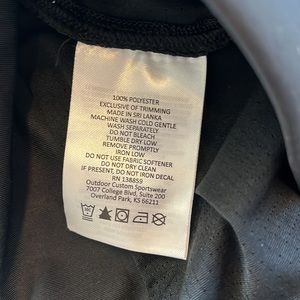 100% POLYESTER
EXCLUSIVE OF TRIMMING
MADE IN SRI LANKA
MACHINE WASH COLD GENTLE
WASH SEPARATELY
DO NOT BLEACH
TUMBLE DRY LOW
REMOVE PROMPTLY
IRON LOW
DO NOT USE FABRIC SOFTENER
DO NOT DRY CLEAN
IF PRESENT, DO NOT IRON DECAL
RN 138859
Outdoor Custom Sportswear
7007 College Blvd, Suite 200
Overland Park, KS 66211